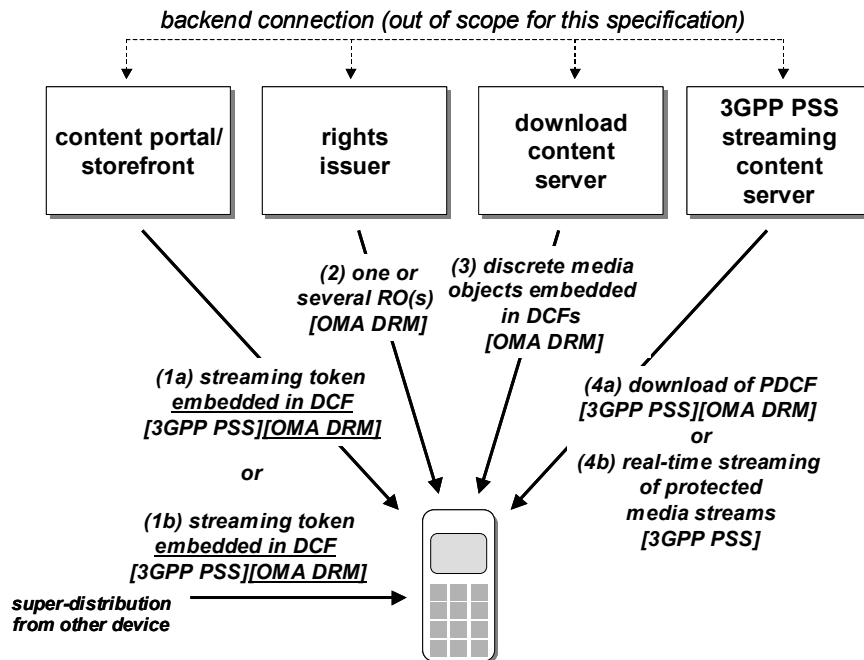 backend connection (out of scope for this specification)
content portal/
storefront
rights
issuer
download
content
server
3GPP PSS
streaming
content
server
(2) one or
several RO(s)
[OMA DRM]
(3) discrete media
objects embedded
in DCFs
[OMA DRM]
(1a) streaming token
embedded in DCF
[3GPP PSS][OMA DRM]
or
(1b) streaming token
embedded in DCF
[3GPP PSS][OMA DRM]
(4a) download of PDCF
[3GPP PSS][OMA DRM]
or
(4b) real-time streaming
of protected
media streams
[3GPP PSS]
super-distribution
from other device